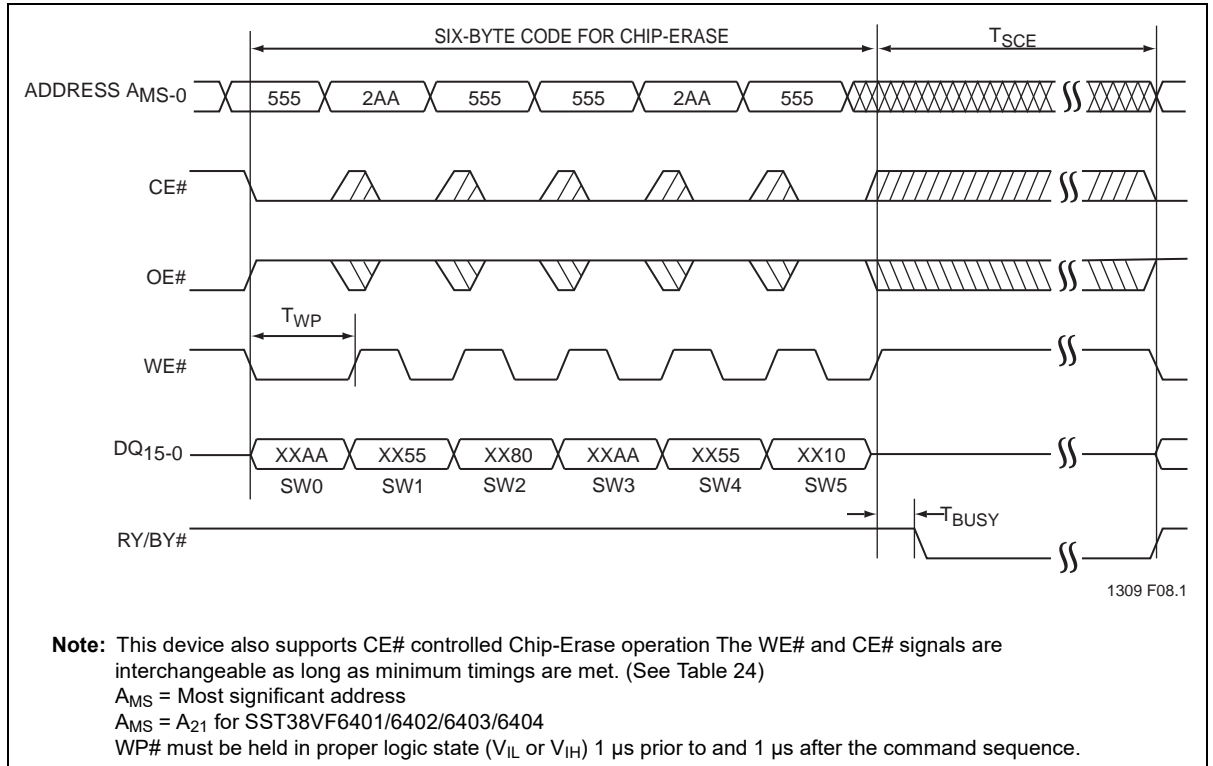 SIX-BYTE CODE FOR CHIP-ERASE TSCE
ADDRESS AMS-0 555 2AA 555 555 2AA 555
CE#
OE#
TWP
WE#
DQ15-0 XXAA XX55 XX80 XXAA XX55 XX10
SW0 SW1 SW2 SW3 SW4 SW5
TBUSY
RY/BY#
1309 F08.1
Note: This device also supports CE# controlled Chip-Erase operation The WE# and CE# signals are
interchangeable as long as minimum timings are met. (See Table 24)
AMS = Most significant address
AMS = A21 for SST38VF6401/6402/6403/6404
WP# must be held in proper logic state (VIL or VIH) 1 µs prior to and 1 µs after the command sequence.